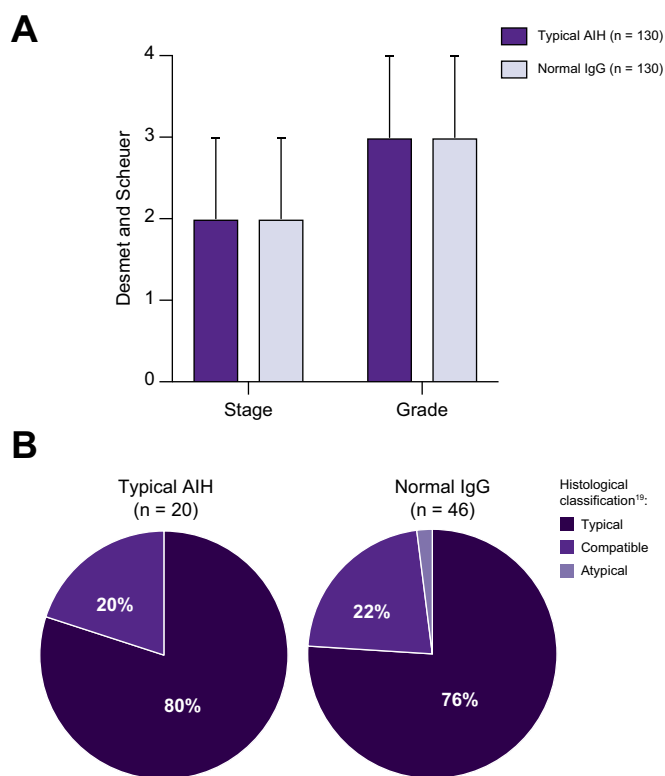 A
Typical AIH (n = 130)
Normal IgG (n = 130)
Desmet and Scheuer
4
3
2
1
0
Stage
Grade
B
Typical AIH
(n = 20)
Normal IgG
(n = 46)
Histological
classification¹⁹:
Typical
Compatible
Atypical
20%
80%
22%
76%